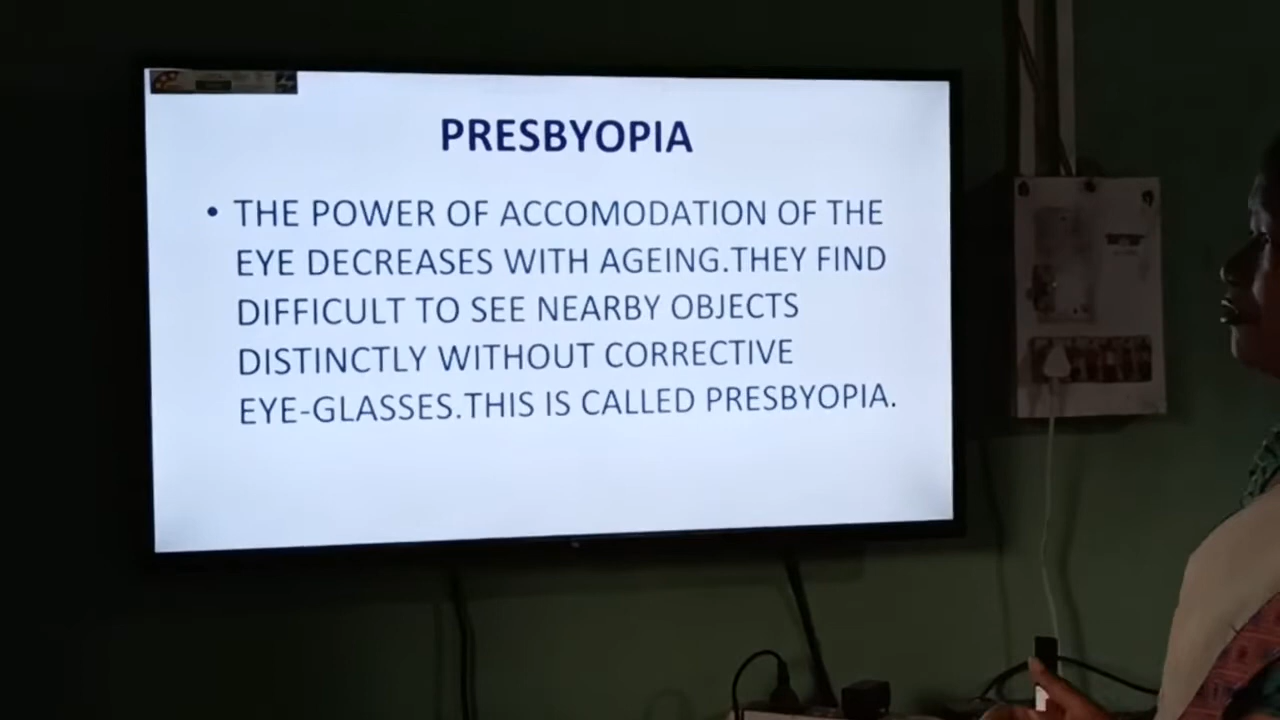 PRESBYOPIA
• THE POWER OF ACCOMODATION OF THE
EYE DECREASES WITH AGEING.THEY FIND
DIFFICULT TO SEE NEARBY OBJECTS
DISTINCTLY WITHOUT CORRECTIVE
EYE-GLASSES.THIS IS CALLED PRESBYOPIA.